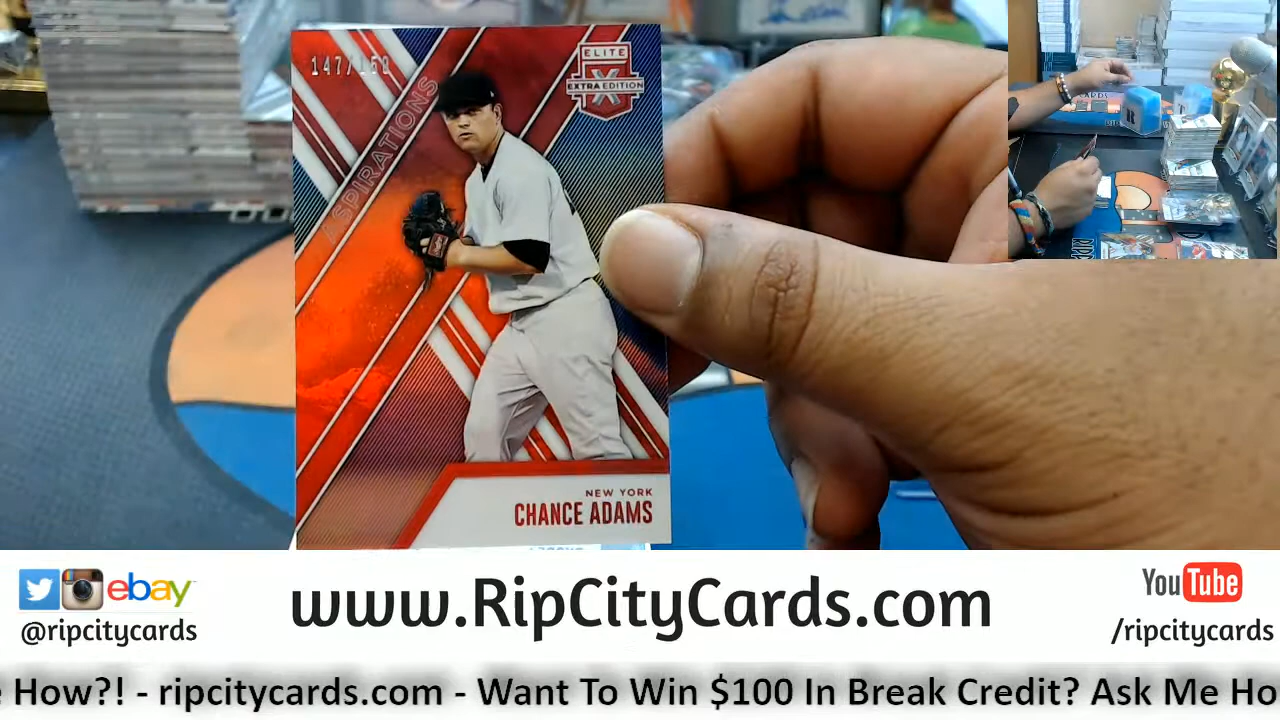 147/150
ELITE
EXTRA EDITION
ASPIRATIONS
NEW YORK
CHANCE ADAMS
ebay
@ripcitycards
www.RipCityCards.com
YouTube
/ripcitycards
How?! - ripcitycards.com - Want To Win $100 In Break Credit? Ask Me Ho